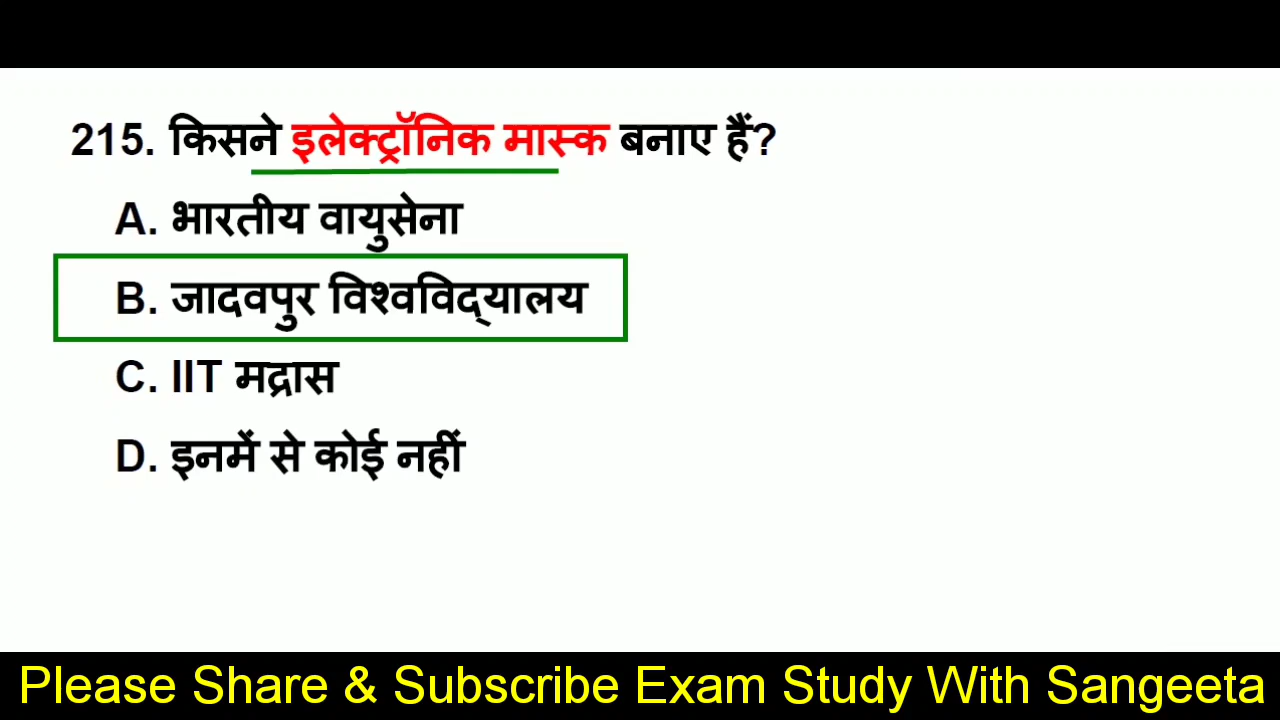 215. किसने इलेक्ट्रॉनिक मास्क बनाए हैं?
A. भारतीय वायुसेना
B. जादवपुर विश्वविद्‌यालय
C. IIT मद्रास
D. इनमें से कोई नहीं
Please Share & Subscribe Exam Study With Sangeeta